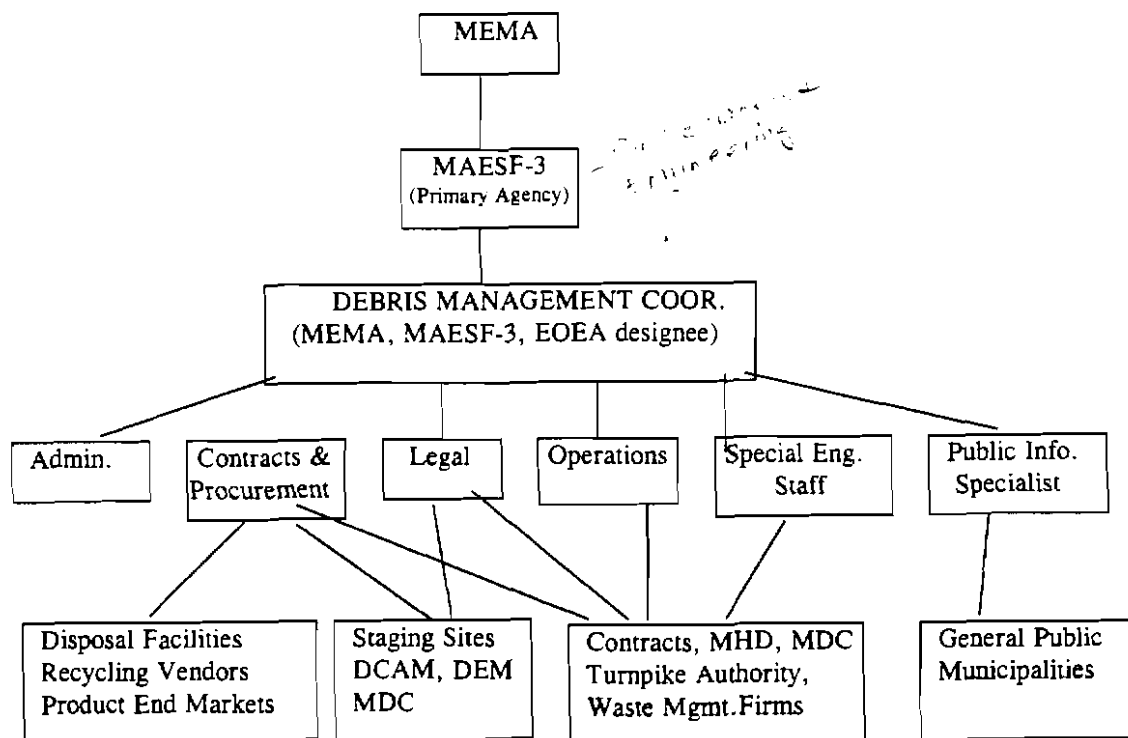 MEMA
MAESF-3
(Primary Agency)
Engineering
DEBRIS MANAGEMENT COOR.
(MEMA, MAESF-3, EOEA designee)
Admin.
Contracts &
Procurement
Legal
Operations
Special Eng.
Staff
Public Info.
Specialist
Disposal Facilities
Recycling Vendors
Product End Markets
Staging Sites
DCAM, DEM
MDC
Contracts, MHD, MDC
Turnpike Authority,
Waste Mgmt.Firms
General Public
Municipalities